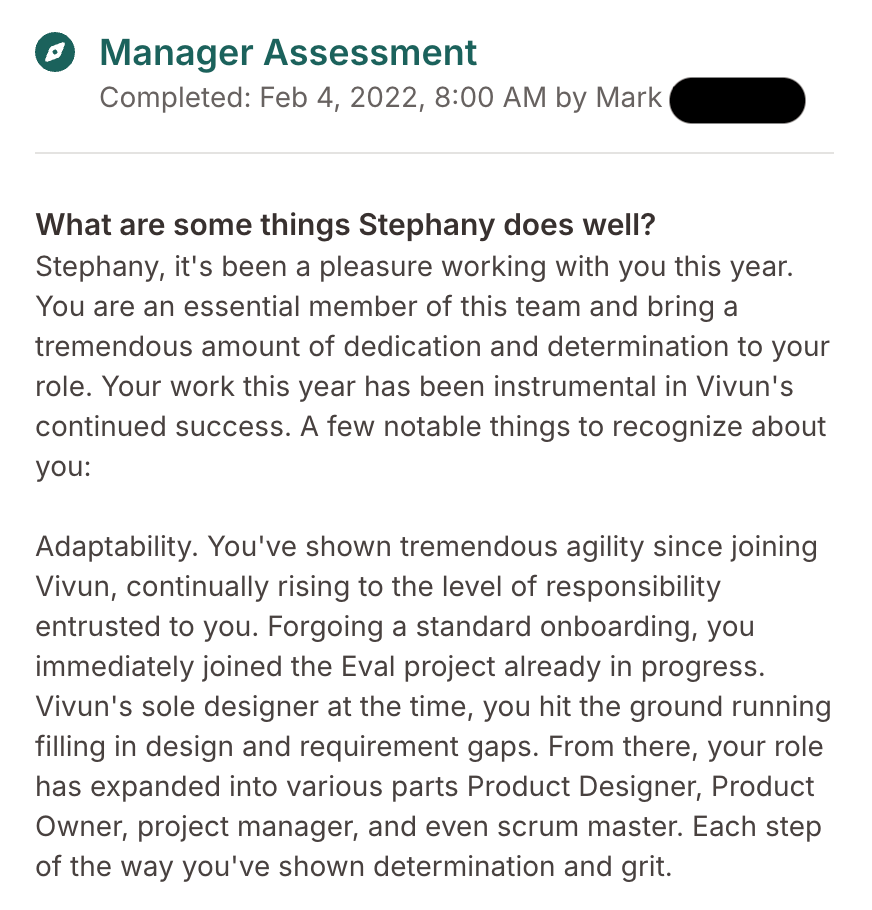 Manager Assessment
Completed: Feb 4, 2022, 8:00 AM by Mark
What are some things Stephany does well?
Stephany, it's been a pleasure working with you this year.
You are an essential member of this team and bring a
tremendous amount of dedication and determination to your
role. Your work this year has been instrumental in Vivun's
continued success. A few notable things to recognize about
you:
Adaptability. You've shown tremendous agility since joining
Vivun, continually rising to the level of responsibility
entrusted to you. Forgoing a standard onboarding, you
immediately joined the Eval project already in progress.
Vivun's sole designer at the time, you hit the ground running
filling in design and requirement gaps. From there, your role
has expanded into various parts Product Designer, Product
Owner, project manager, and even scrum master. Each step
of the way you've shown determination and grit.